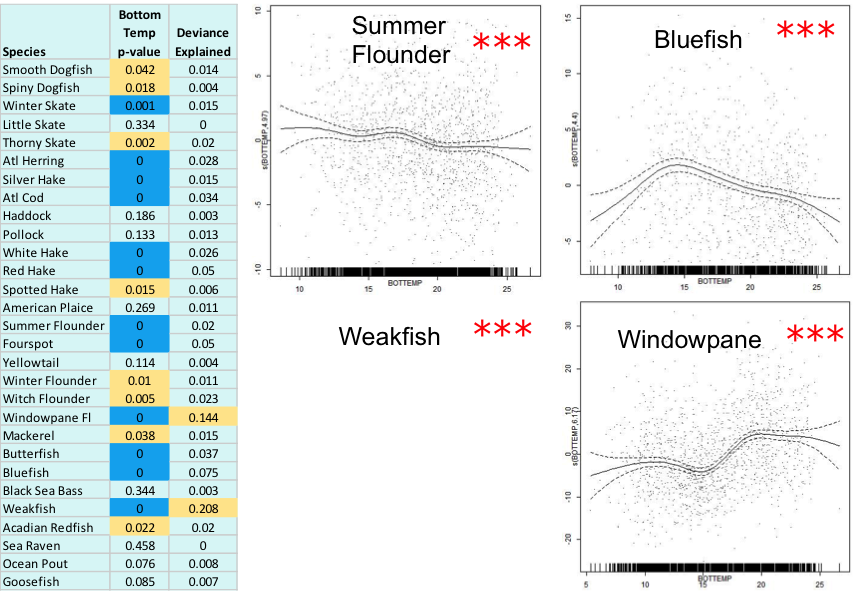 Bottom
Temp Deviance
Species p-value Explained
Smooth Dogfish 0.042 0.014
Spiny Dogfish 0.018 0.004
Winter Skate 0.001 0.015
Little Skate 0.334 0
Thorny Skate 0.002 0.02
Atl Herring 0 0.028
Silver Hake 0 0.015
Atl Cod 0 0.034
Haddock 0.186 0.003
Pollock 0.133 0.013
White Hake 0 0.026
Red Hake 0 0.05
Spotted Hake 0.015 0.006
American Plaice 0.269 0.011
Summer Flounder 0 0.02
Fourspot 0 0.05
Yellowtail 0.114 0.004
Winter Flounder 0.01 0.011
Witch Flounder 0.005 0.023
Windowpane Fl 0 0.144
Mackerel 0.038 0.015
Butterfish 0 0.037
Bluefish 0 0.075
Black Sea Bass 0.344 0.003
Weakfish 0 0.208
Acadian Redfish 0.022 0.02
Sea Raven 0.458 0
Ocean Pout 0.076 0.008
Goosefish 0.085 0.007
Summer
Flounder ***
10
5
0
-5
-10
s(BOTTEMP,4.97)
10 15 20 25
BOTTEMP
Bluefish ***
15
10
5
0
-5
s(BOTTEMP,4.4)
10 15 20 25
BOTTEMP
Weakfish ***
Windowpane ***
30
20
10
0
-10
-20
s(BOTTEMP,6.17)
5 10 15 20 25
BOTTEMP